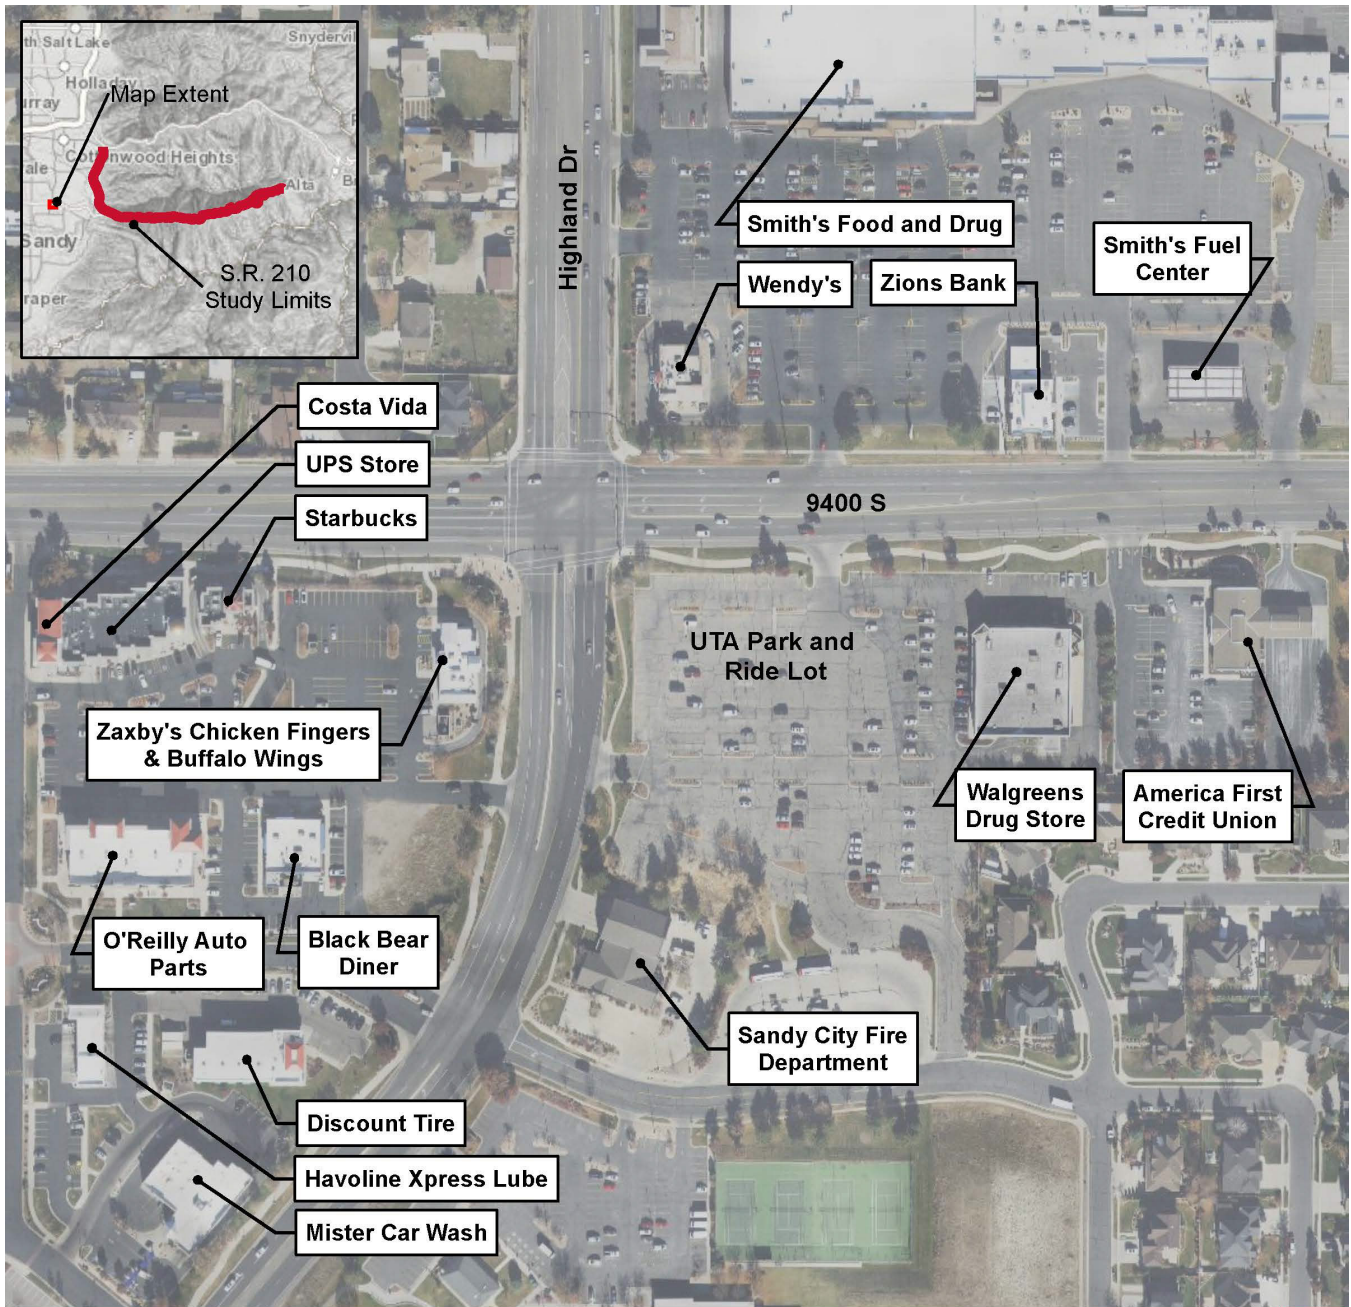 th Salt Lake
Snydervil
Holladay
Map Extent
urray
Cottonwood Heights
ale
Alta
B
Sandy
S.R. 210
Study Limits
raper
Highland Dr
Smith's Food and Drug
Smith's Fuel
Center
Wendy's
Zions Bank
Costa Vida
UPS Store
Starbucks
9400 S
UTA Park and
Ride Lot
Zaxby's Chicken Fingers
& Buffalo Wings
Walgreens
Drug Store
America First
Credit Union
O'Reilly Auto
Parts
Black Bear
Diner
Sandy City Fire
Department
Discount Tire
Havoline Xpress Lube
Mister Car Wash